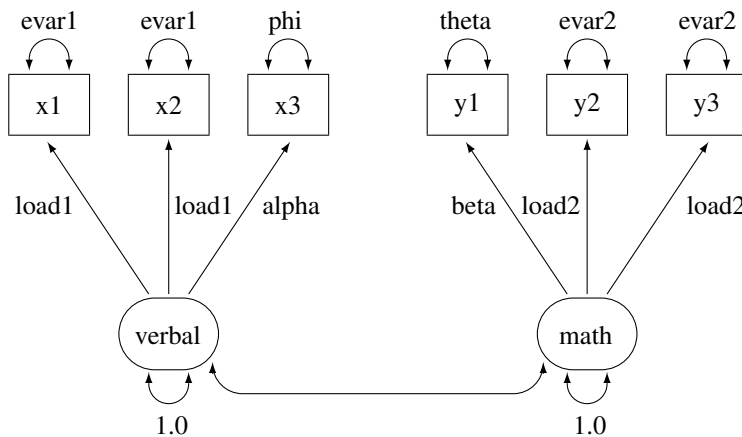 evar1 evar1 phi theta evar2 evar2
x1 x2 x3 y1 y2 y3
load1 load1 alpha beta load2 load2
verbal math
1.0 1.0